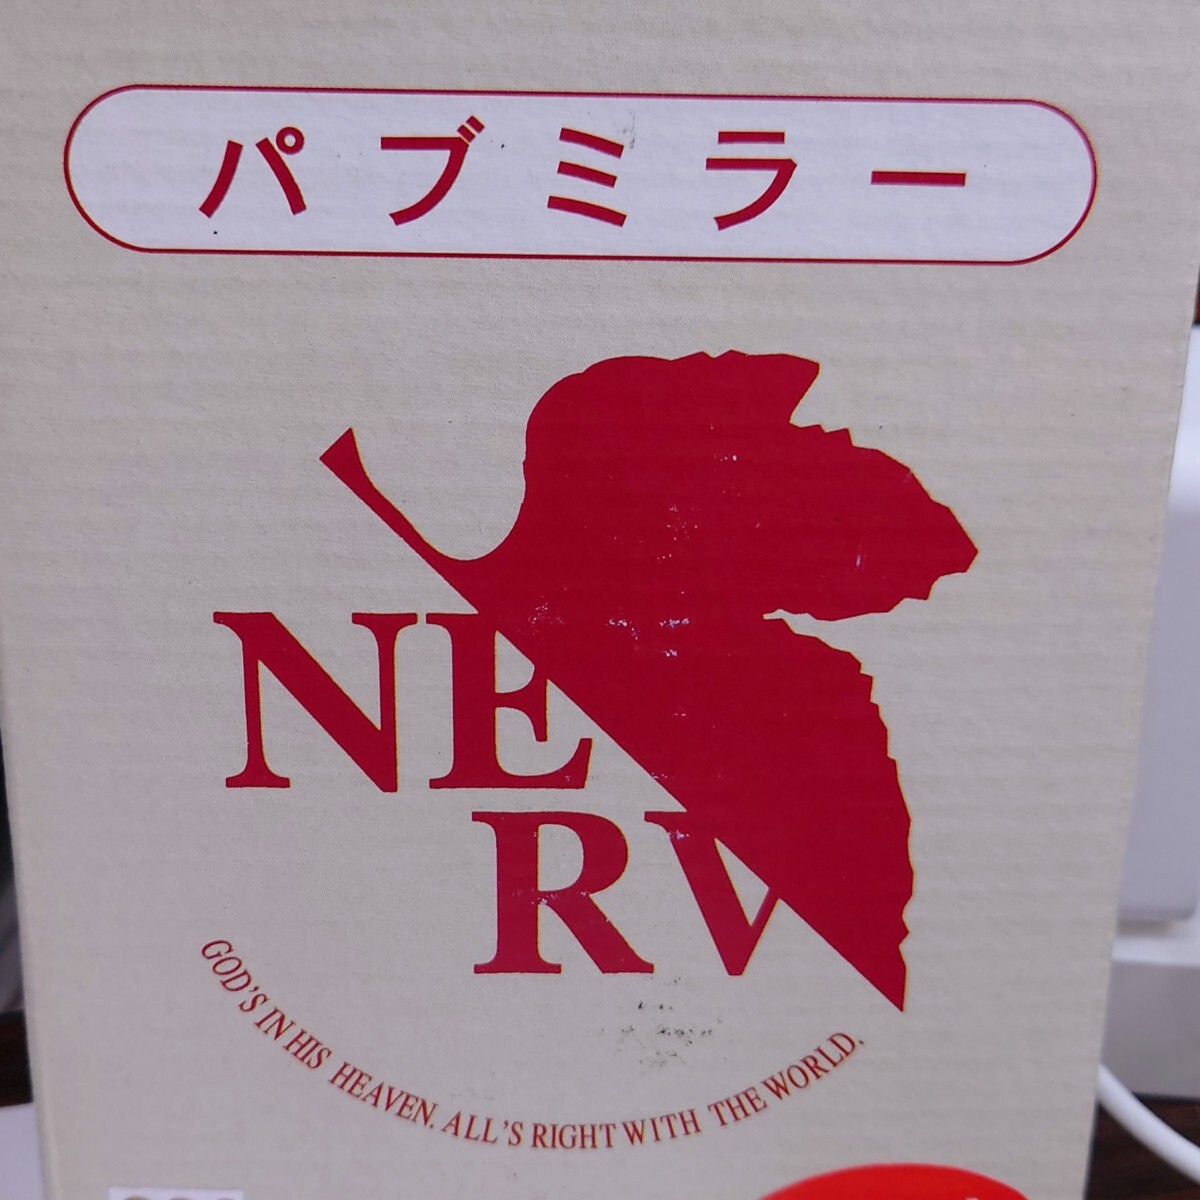 パブミラー
NERV
GOD'S IN HIS HEAVEN. ALL'S RIGHT WITH THE WORLD.